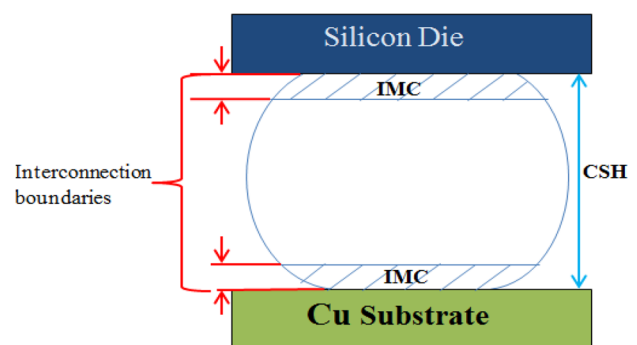 Silicon Die
IMC
Interconnection
boundaries
CSH
IMC
Cu Substrate